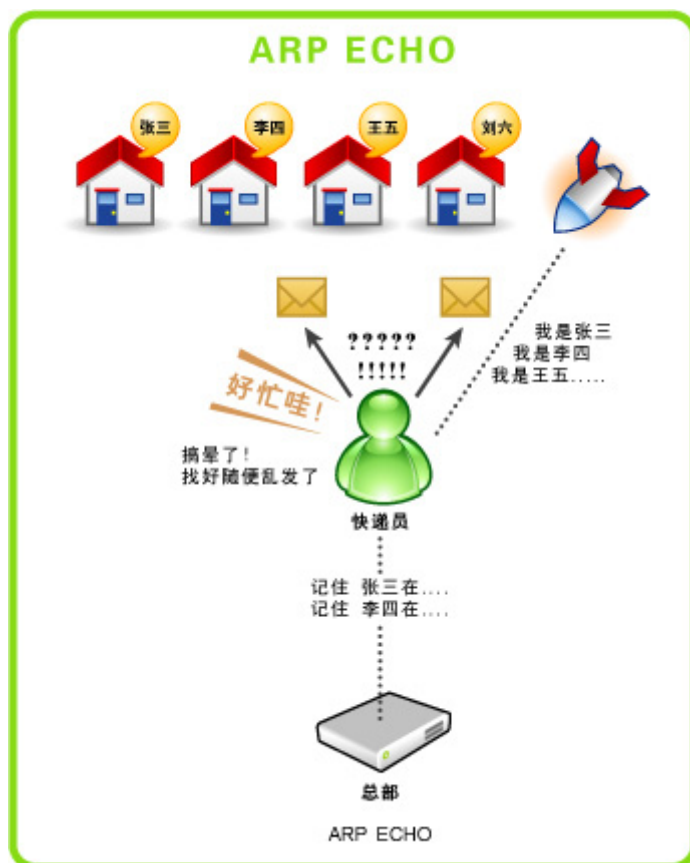 ARP ECHO
张三
李四
王五
刘六
我是张三
我是李四
我是王五.....
?????
!!!!!
好忙哇!
搞晕了!
找好随便乱发了
快递员
记住 张三在....
记住 李四在....
总部
ARP ECHO